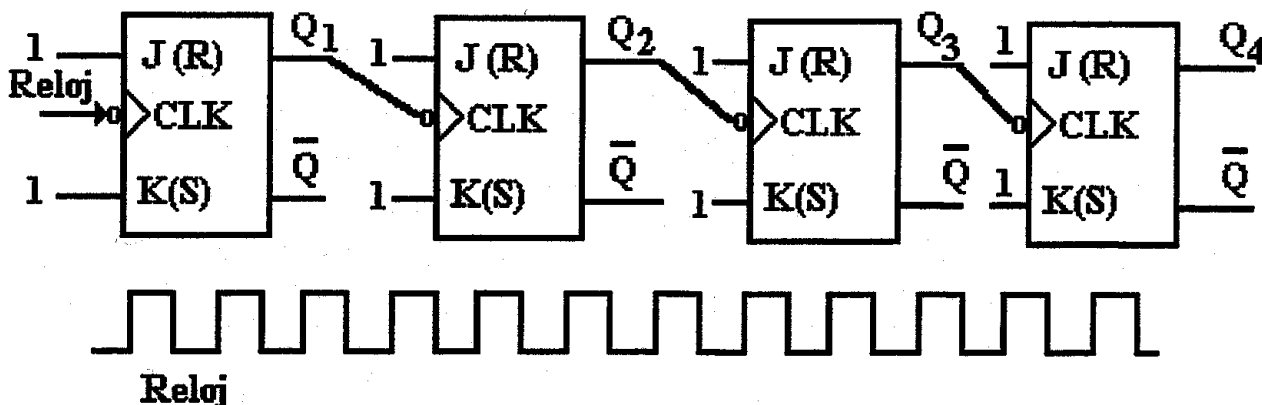 Q1 Q2 Q3 Q4
1 J (R) 1 J (R) 1 J (R) 1 J (R)
Reloj CLK CLK CLK CLK
Q̅ Q̅ Q̅ Q̅
1 K(S) 1 K(S) 1 K(S) 1 K(S)
Reloj